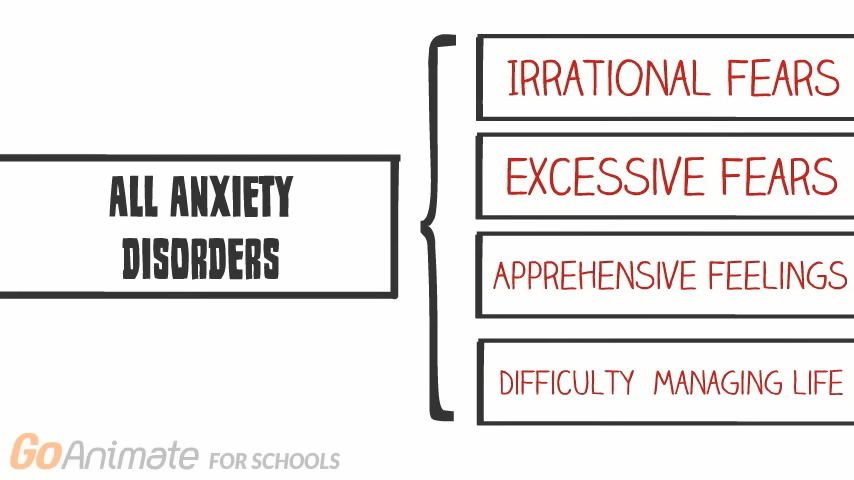 ALL ANXIETY
DISORDERS
IRRATIONAL FEARS
EXCESSIVE FEARS
APPREHENSIVE FEELINGS
DIFFICULTY MANAGING LIFE
GoAnimate FOR SCHOOLS